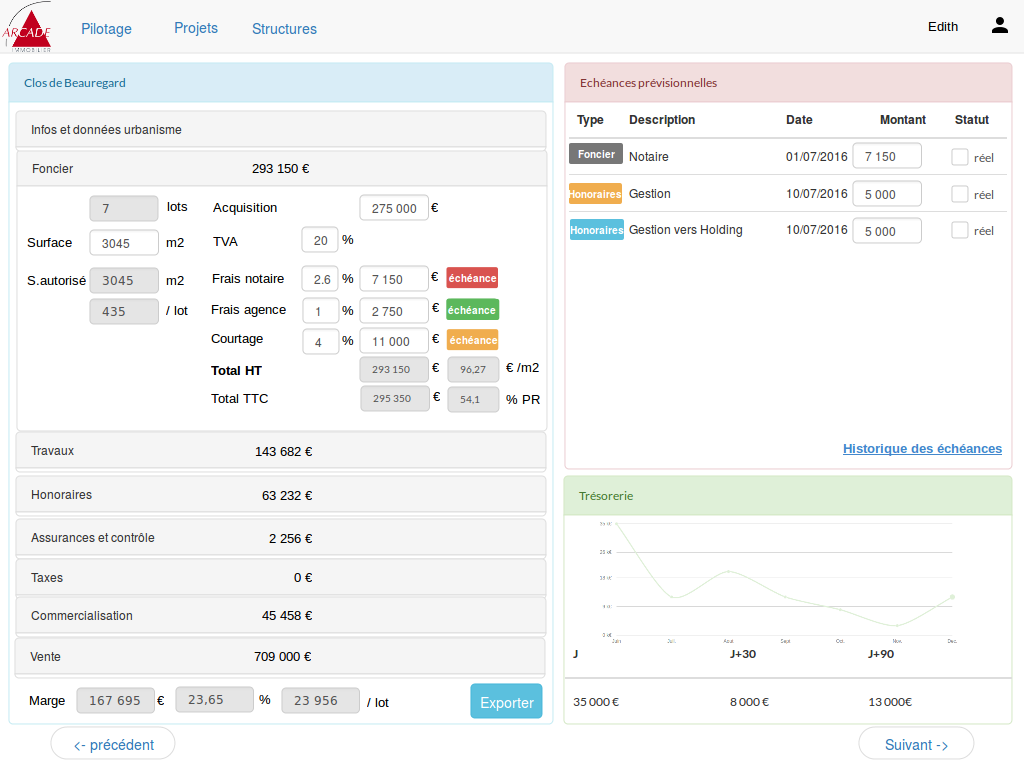 ARCADE
IMMOBILIER
Pilotage Projets Structures Edith
Clos de Beauregard
Infos et données urbanisme
Foncier 293 150 €
7 lots Acquisition 275 000 €
Surface 3045 m2 TVA 20 %
S.autorisé 3045 m2 Frais notaire 2.6 % 7 150 € échéance
435 / lot Frais agence 1 % 2 750 € échéance
Courtage 4 % 11 000 € échéance
Total HT 293 150 € 96,27 € /m2
Total TTC 295 350 € 54,1 % PR
Travaux 143 682 €
Honoraires 63 232 €
Assurances et contrôle 2 256 €
Taxes 0 €
Commercialisation 45 458 €
Vente 709 000 €
Marge 167 695 € 23,65 % 23 956 / lot Exporter
Echéances prévisionnelles
Type Description Date Montant Statut
Foncier Notaire 01/07/2016 7 150 réel
Honoraires Gestion 10/07/2016 5 000 réel
Honoraires Gestion vers Holding 10/07/2016 5 000 réel
Historique des échéances
Trésorerie
Juin Juil. Aout Sept Oct. Nov. Dec.
J J+30 J+90
35 000 € 8 000 € 13 000€
<- précédent Suivant ->